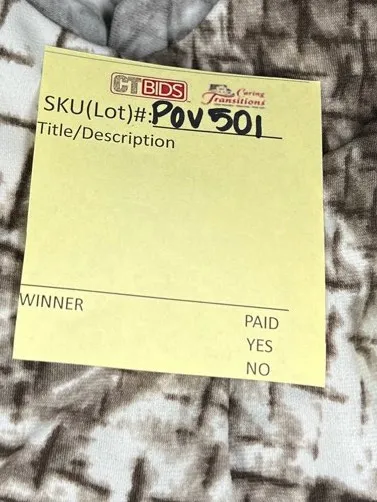 CTBIDS Caring Transitions
SKU(Lot)#: POV501
Title/Description
WINNER
PAID
YES
NO